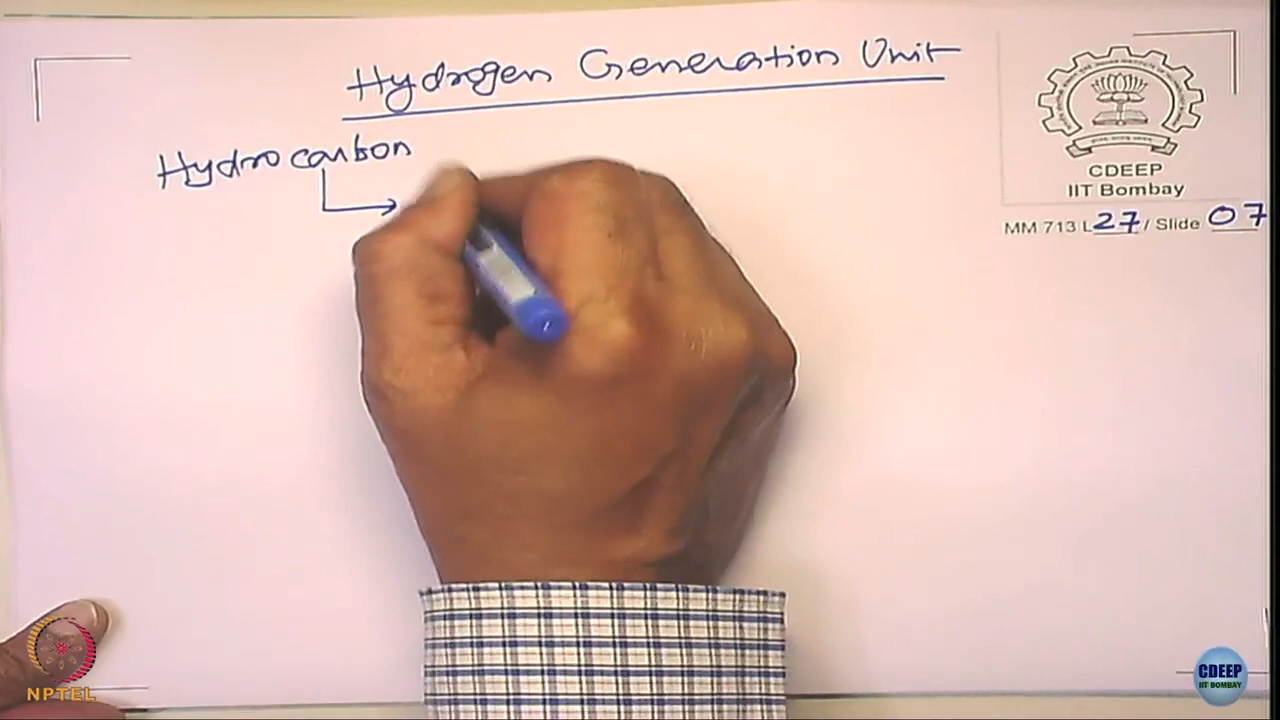 Hydrogen Generation Unit
Hydrocarbon
CDEEP
IIT Bombay
MM 713 L27 / Slide 07
NPTEL
CDEEP
IIT BOMBAY